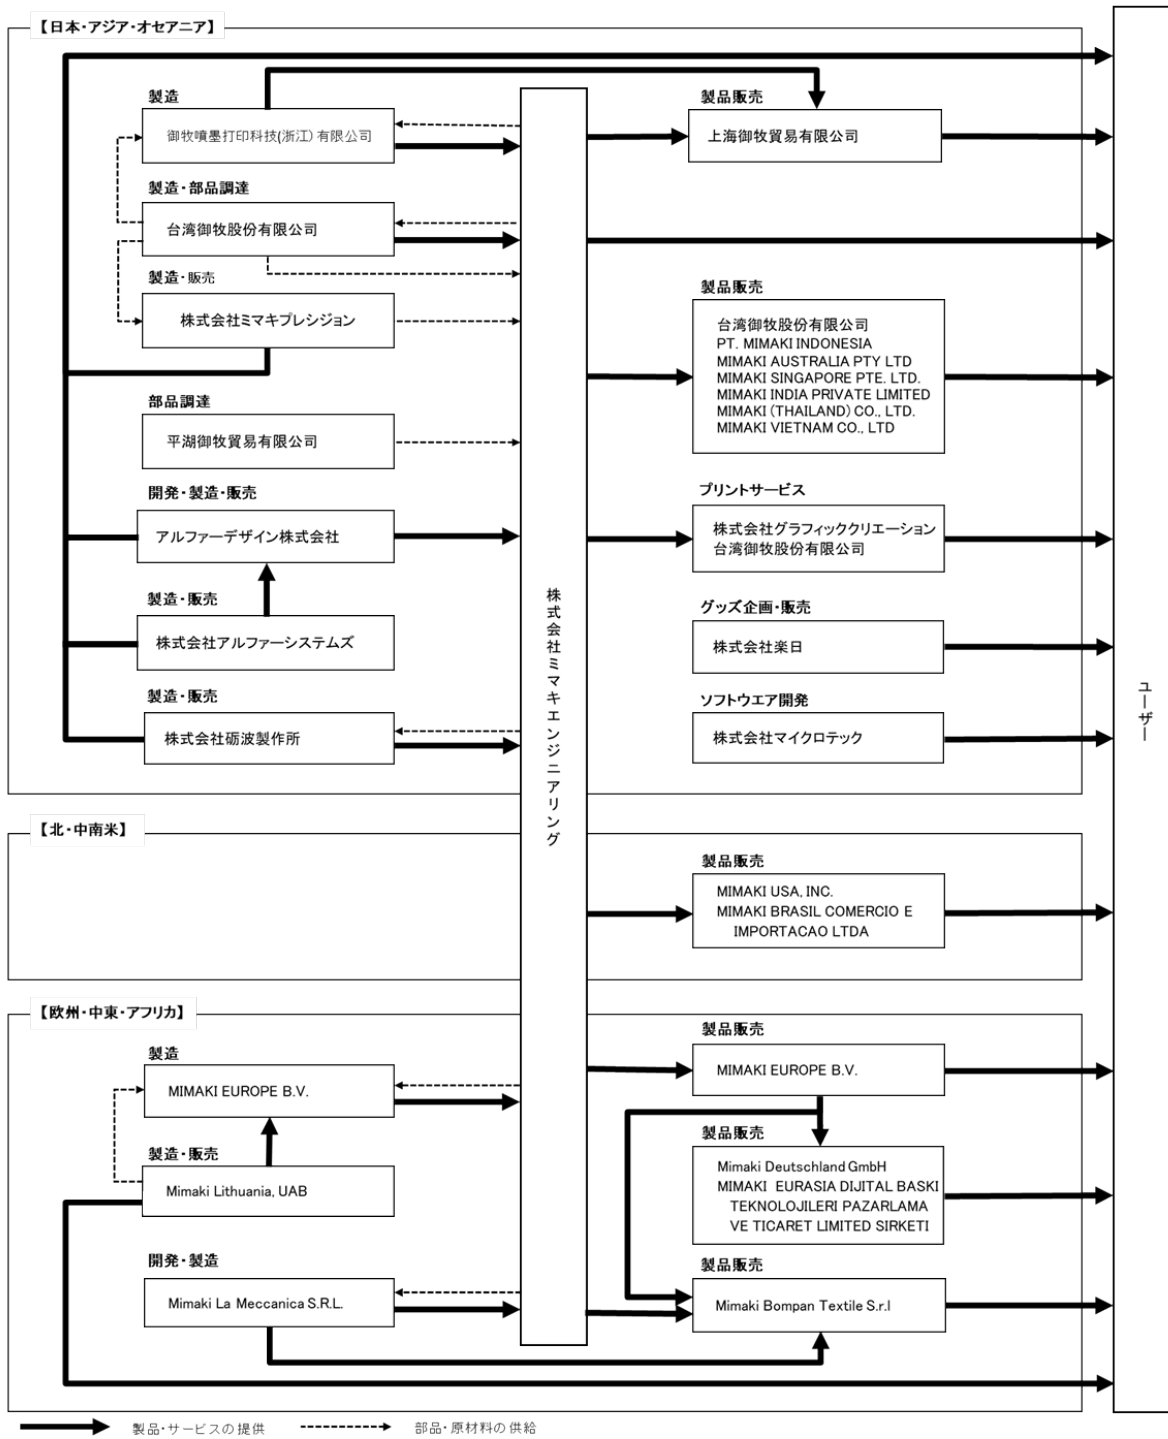 【日本・アジア・オセアニア】
製造
御牧噴墨打印科技(浙江)有限公司
製造・部品調達
台湾御牧股份有限公司
製造・販売
株式会社ミマキプレシジョン
部品調達
平湖御牧貿易有限公司
開発・製造・販売
アルファーデザイン株式会社
製造・販売
株式会社アルファーシステムズ
製造・販売
株式会社砺波製作所
株式会社ミマキエンジニアリング
製品販売
上海御牧貿易有限公司
製品販売
台湾御牧股份有限公司
PT. MIMAKI INDONESIA
MIMAKI AUSTRALIA PTY LTD
MIMAKI SINGAPORE PTE. LTD.
MIMAKI INDIA PRIVATE LIMITED
MIMAKI (THAILAND) CO., LTD.
MIMAKI VIETNAM CO., LTD
プリントサービス
株式会社グラフィッククリエーション
台湾御牧股份有限公司
グッズ企画・販売
株式会社楽日
ソフトウエア開発
株式会社マイクロテック
ユーザー
【北・中南米】
製品販売
MIMAKI USA, INC.
MIMAKI BRASIL COMERCIO E
IMPORTACAO LTDA
【欧州・中東・アフリカ】
製造
MIMAKI EUROPE B.V.
製造・販売
Mimaki Lithuania, UAB
開発・製造
Mimaki La Meccanica S.R.L.
製品販売
MIMAKI EUROPE B.V.
製品販売
Mimaki Deutschland GmbH
MIMAKI EURASIA DIJITAL BASKI
TEKNOLOJILERI PAZARLAMA
VE TICARET LIMITED SIRKETI
製品販売
Mimaki Bompan Textile S.r.l
製品・サービスの提供
部品・原材料の供給